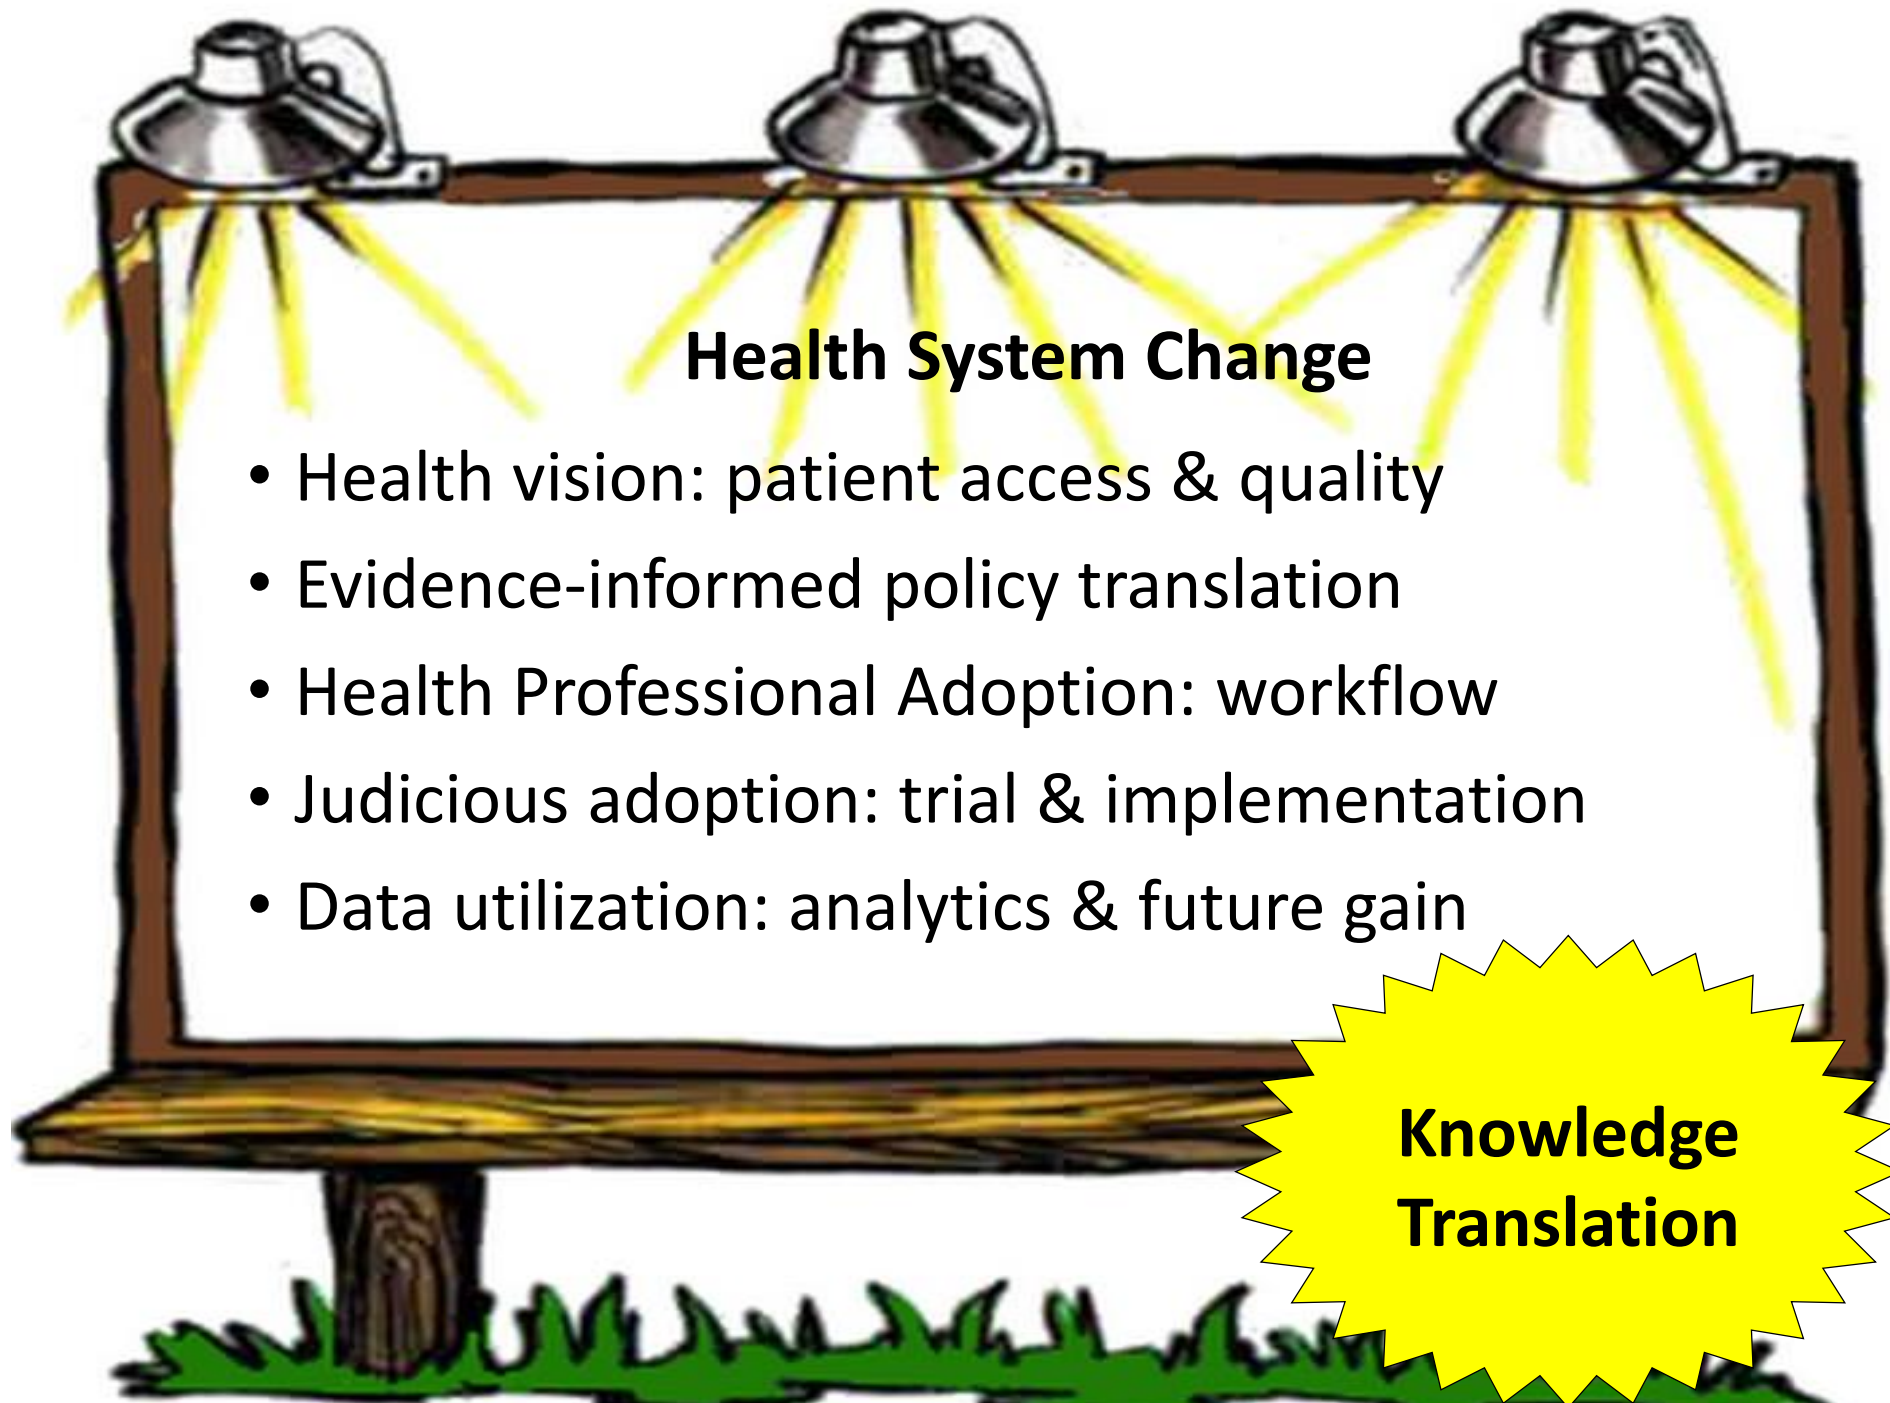 Health System Change
• Health vision: patient access & quality
• Evidence-informed policy translation
• Health Professional Adoption: workflow
• Judicious adoption: trial & implementation
• Data utilization: analytics & future gain
Knowledge
Translation